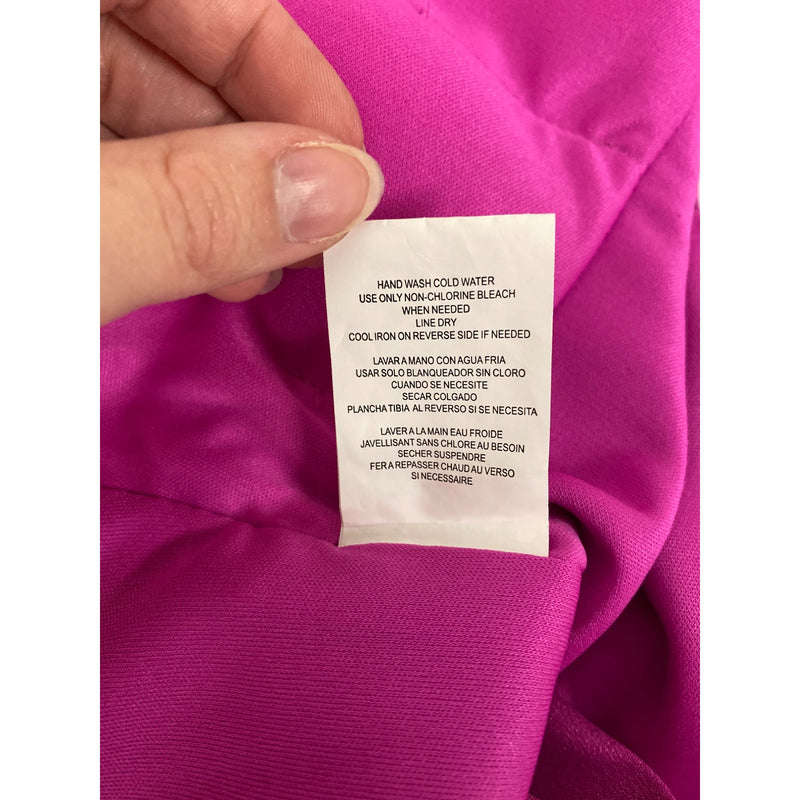 HAND WASH COLD WATER
USE ONLY NON-CHLORINE BLEACH
WHEN NEEDED
LINE DRY
COOL IRON ON REVERSE SIDE IF NEEDED
LAVAR A MANO CON AGUA FRIA
USAR SOLO BLANQUEADOR SIN CLORO
CUANDO SE NECESITE
SECAR COLGADO
PLANCHA TIBIA AL REVERSO SI SE NECESITA
LAVER A LA MAIN EAU FROIDE
JAVELLISANT SANS CHLORE AU BESOIN
SECHER SUSPENDRE
FER A REPASSER CHAUD AU VERSO
SI NECESSAIRE